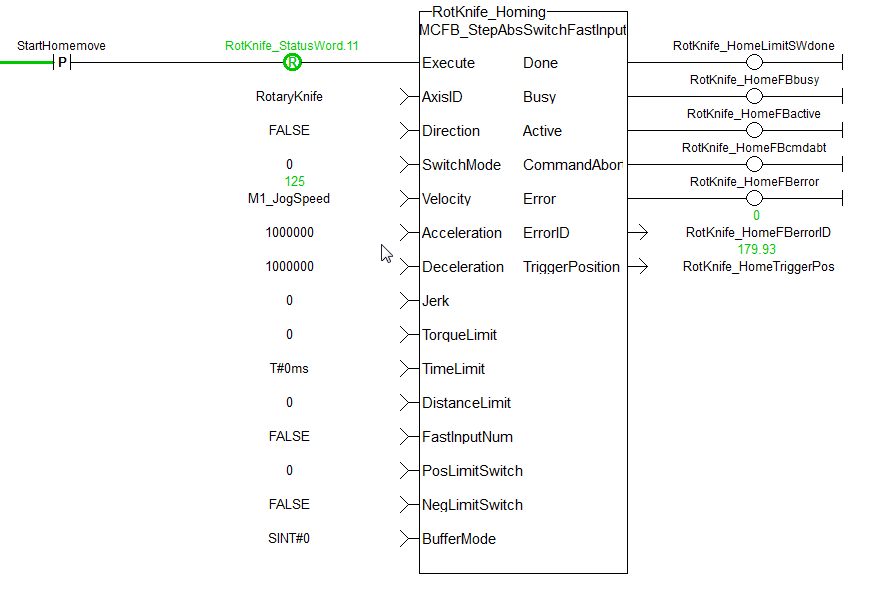 RotKnife_Homing
MCFB_StepAbsSwitchFastInput
StartHomemove
P
RotKnife_StatusWord.11
R
Execute
Done
RotKnife_HomeLimitSWdone
RotaryKnife
AxisID
Busy
RotKnife_HomeFBbusy
FALSE
Direction
Active
RotKnife_HomeFBactive
0
SwitchMode
CommandAbor
RotKnife_HomeFBcmdabt
125
M1_JogSpeed
Velocity
Error
RotKnife_HomeFBerror
1000000
Acceleration
ErrorID
0
RotKnife_HomeFBerrorID
1000000
Deceleration
TriggerPosition
179.93
RotKnife_HomeTriggerPos
0
Jerk
0
TorqueLimit
T#0ms
TimeLimit
0
DistanceLimit
FALSE
FastInputNum
0
PosLimitSwitch
FALSE
NegLimitSwitch
SINT#0
BufferMode